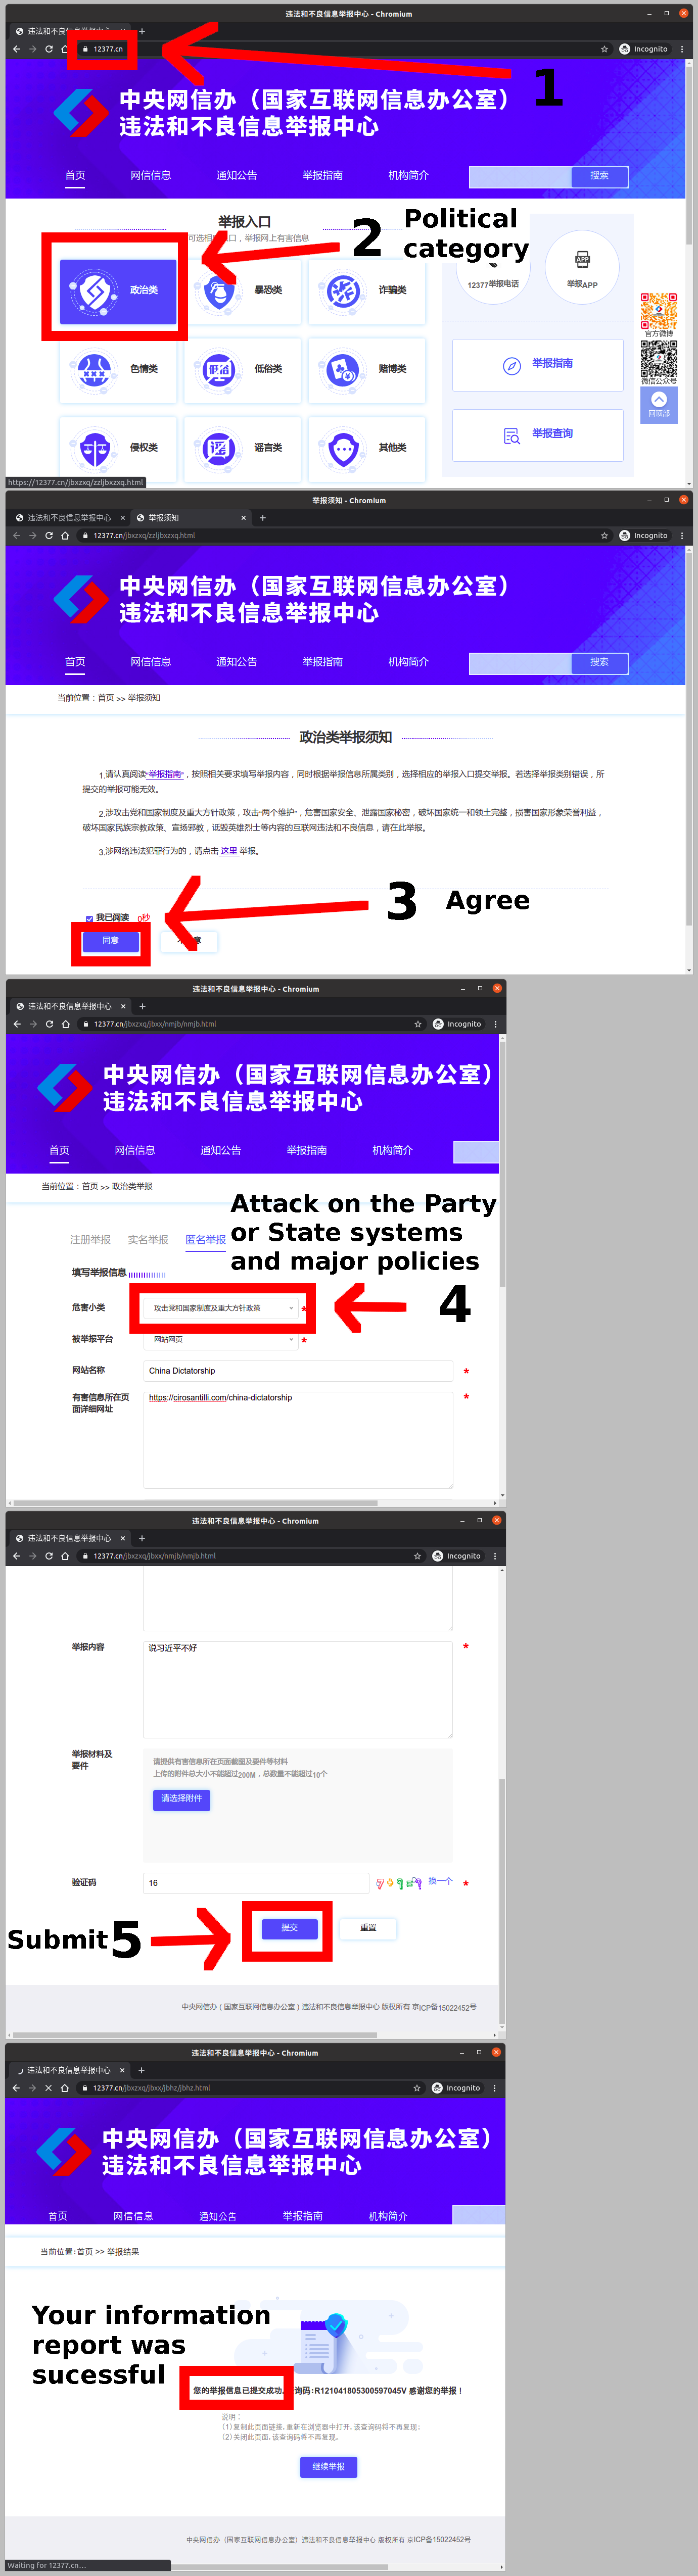 违法和不良信息举报中心 - Chromium
违法和不良信息举报中心
12377.cn
Incognito
1
中央网信办（国家互联网信息办公室）
违法和不良信息举报中心
首页 网信信息 通知公告 举报指南 机构简介 搜索
举报入口
可选相 口，举报网上有害信息
2 Political
category
政治类 暴恐类 诈骗类
12377举报电话 举报APP
官方微博
色情类 低俗类 赌博类
举报指南
微信公众号
回顶部
侵权类 谣言类 其他类
举报查询
https://12377.cn/jbxzxq/zzljbxzxq.html
举报须知 - Chromium
违法和不良信息举报中心 × 举报须知 × +
12377.cn/jbxzxq/zzljbxzxq.html
Incognito
中央网信办（国家互联网信息办公室）
违法和不良信息举报中心
首页 网信信息 通知公告 举报指南 机构简介 搜索
当前位置：首页 >> 举报须知
政治类举报须知
1.请认真阅读“举报指南”，按照相关要求填写举报内容，同时根据举报信息所属类别，选择相应的举报入口提交举报。若选择举报类别错误，所
提交的举报可能无效。
2.涉攻击党和国家制度及重大方针政策，攻击“两个维护”，危害国家安全、泄露国家秘密，破坏国家统一和领土完整，损害国家形象荣誉利益，
破坏国家民族宗教政策、宣扬邪教，诋毁英雄烈士等内容的互联网违法和不良信息，请在此举报。
3.涉网络违法犯罪行为的，请点击 这里 举报。
3 Agree
我已阅读 0秒
同意 意
违法和不良信息举报中心 - Chromium
违法和不良信息举报中心 × +
12377.cn/jbxzxq/jbxx/nmjb/nmjb.html
Incognito
中央网信办（国家互联网信息办公室）
违法和不良信息举报中心
首页 网信信息 通知公告 举报指南 机构简介
当前位置：首页 >> 政治类举报
Attack on the Party
or State systems
and major policies
注册举报 实名举报 匿名举报
填写举报信息
4
危害小类 攻击党和国家制度及重大方针政策 *
被举报平台 网站网页 *
网站名称 China Dictatorship *
有害信息所在页
面详细网址
https://cirosantilli.com/china-dictatorship *
违法和不良信息举报中心 - Chromium
违法和不良信息举报中心 × +
12377.cn/jbxzxq/jbxx/nmjb/nmjb.html
Incognito
举报内容 说习近平不好 *
举报材料及
要件
请提供有害信息所在页面截图及要件等材料
上传的附件总大小不能超过200M，总数量不能超过10个
请选择附件
验证码 16 换一个 *
Submit 5
提交 重置
中央网信办（国家互联网信息办公室）违法和不良信息举报中心 版权所有 京ICP备15022452号
违法和不良信息举报中心 - Chromium
违法和不良信息举报中心 × +
12377.cn/jbxzxq/jbxx/jbhz/jbhz.html
Incognito
中央网信办（国家互联网信息办公室）
违法和不良信息举报中心
首页 网信信息 通知公告 举报指南 机构简介
当前位置:首页 >> 举报结果
Your information
report was
sucessful
您的举报信息已提交成功, 询码:R121041805300597045V 感谢您的举报！
说明：
(1)复制此页面链接,重新在浏览器中打开,该查询码将不再复现;
(2)关闭此页面,该查询码将不再复现。
继续举报
中央网信办（国家互联网信息办公室）违法和不良信息举报中心 版权所有 京ICP备15022452号
Waiting for 12377.cn...